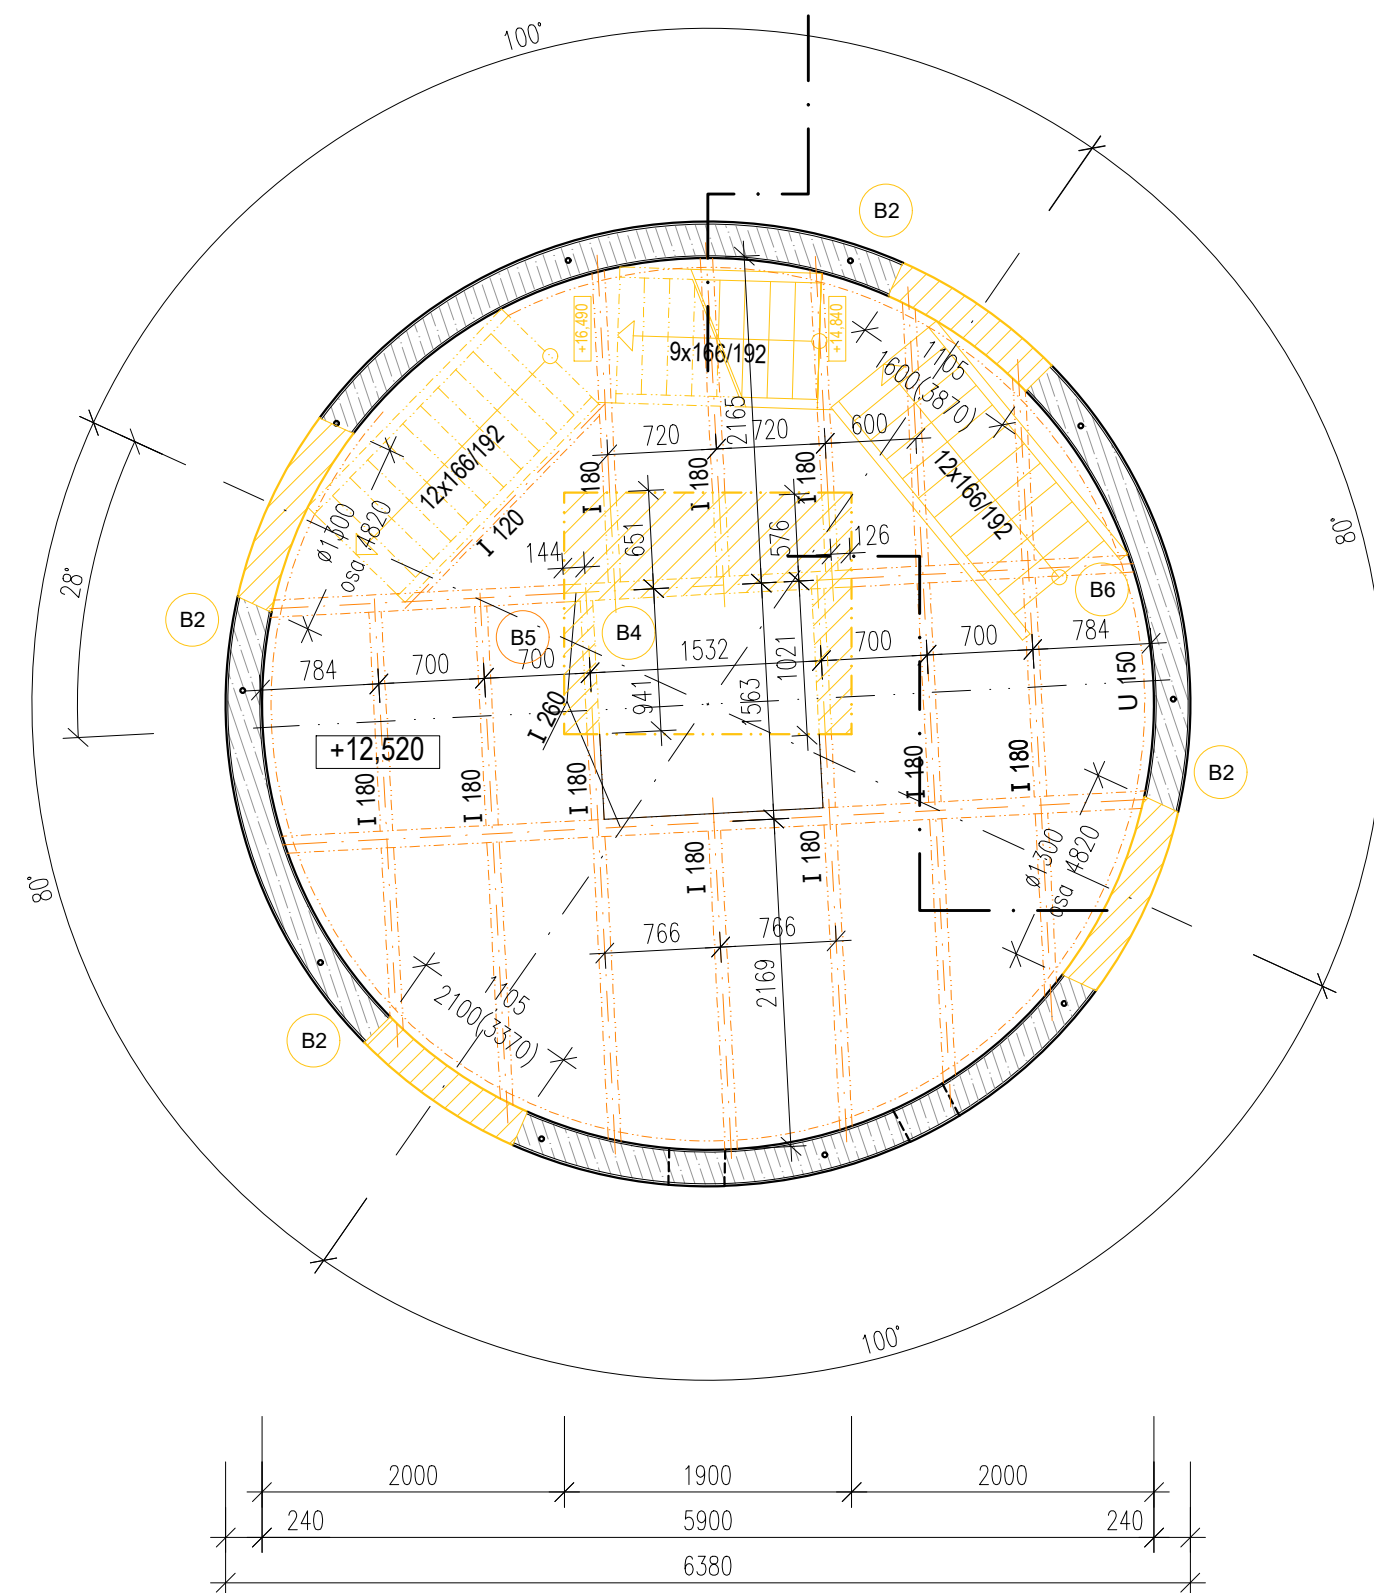 100°
B2
+16,490
+14,840
9x166/192
1105
1600(3870)
2165
720
720
600
12x166/192
12x166/192
I 180
I 180
I 180
I 120
80°
ø1300
osa 4820
651
576
144
126
28°
B2
B5
B4
B6
784
700
700
1532
700
700
784
1021
941
1563
U 150
I 260
+12,520
B2
I 180
I 180
I 180
I 180
I 180
ø1300
osa 4820
I 180
I 180
80°
766
766
2169
1105
2100(3370)
B2
100°
2000
1900
2000
240
5900
240
6380